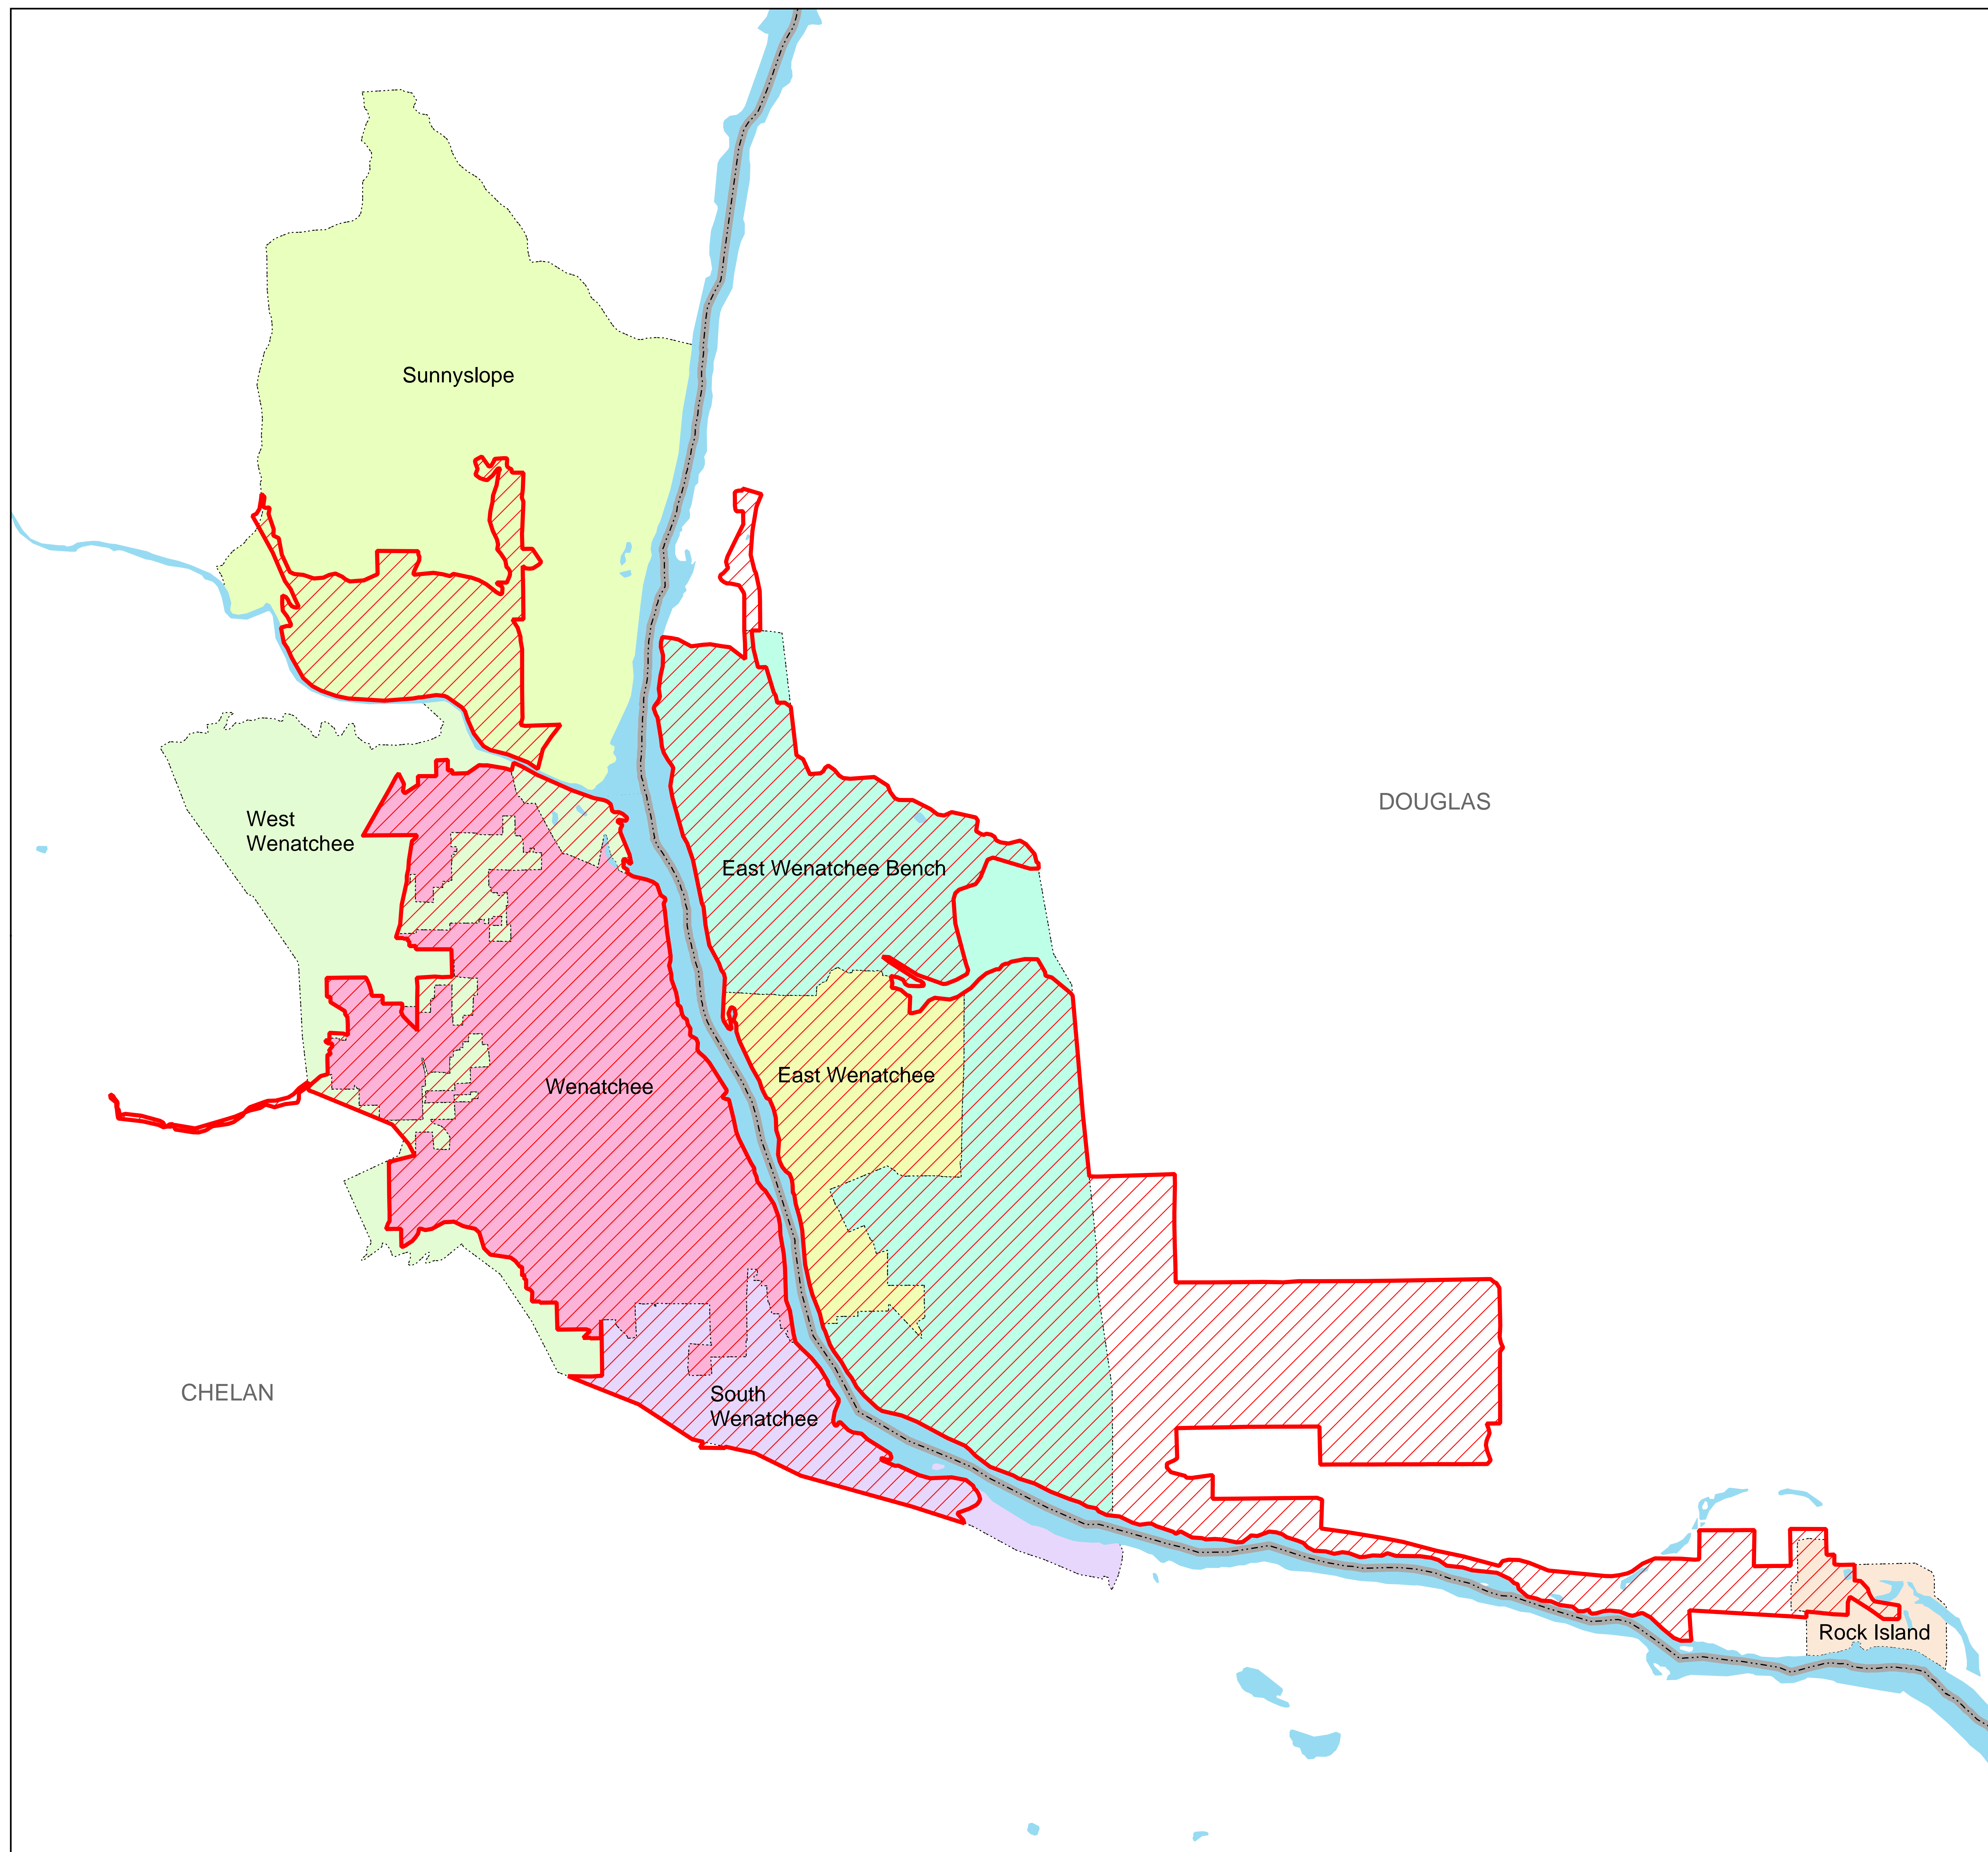 Sunnyslope
DOUGLAS
West
Wenatchee
East Wenatchee Bench
East Wenatchee
Wenatchee
CHELAN
South
Wenatchee
Rock Island